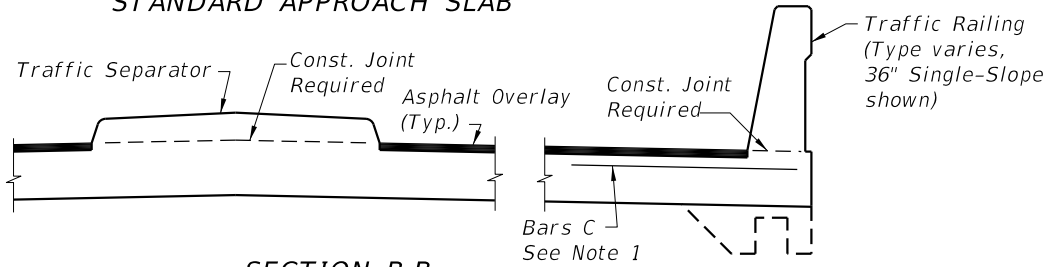 STANDARD APPROACH SLAB
Traffic Separator
Const. Joint
Required
Asphalt Overlay
(Typ.)
Const. Joint
Required
Traffic Railing
(Type varies,
36" Single-Slope
shown)
Bars C
See Note 1
SECTION B-B